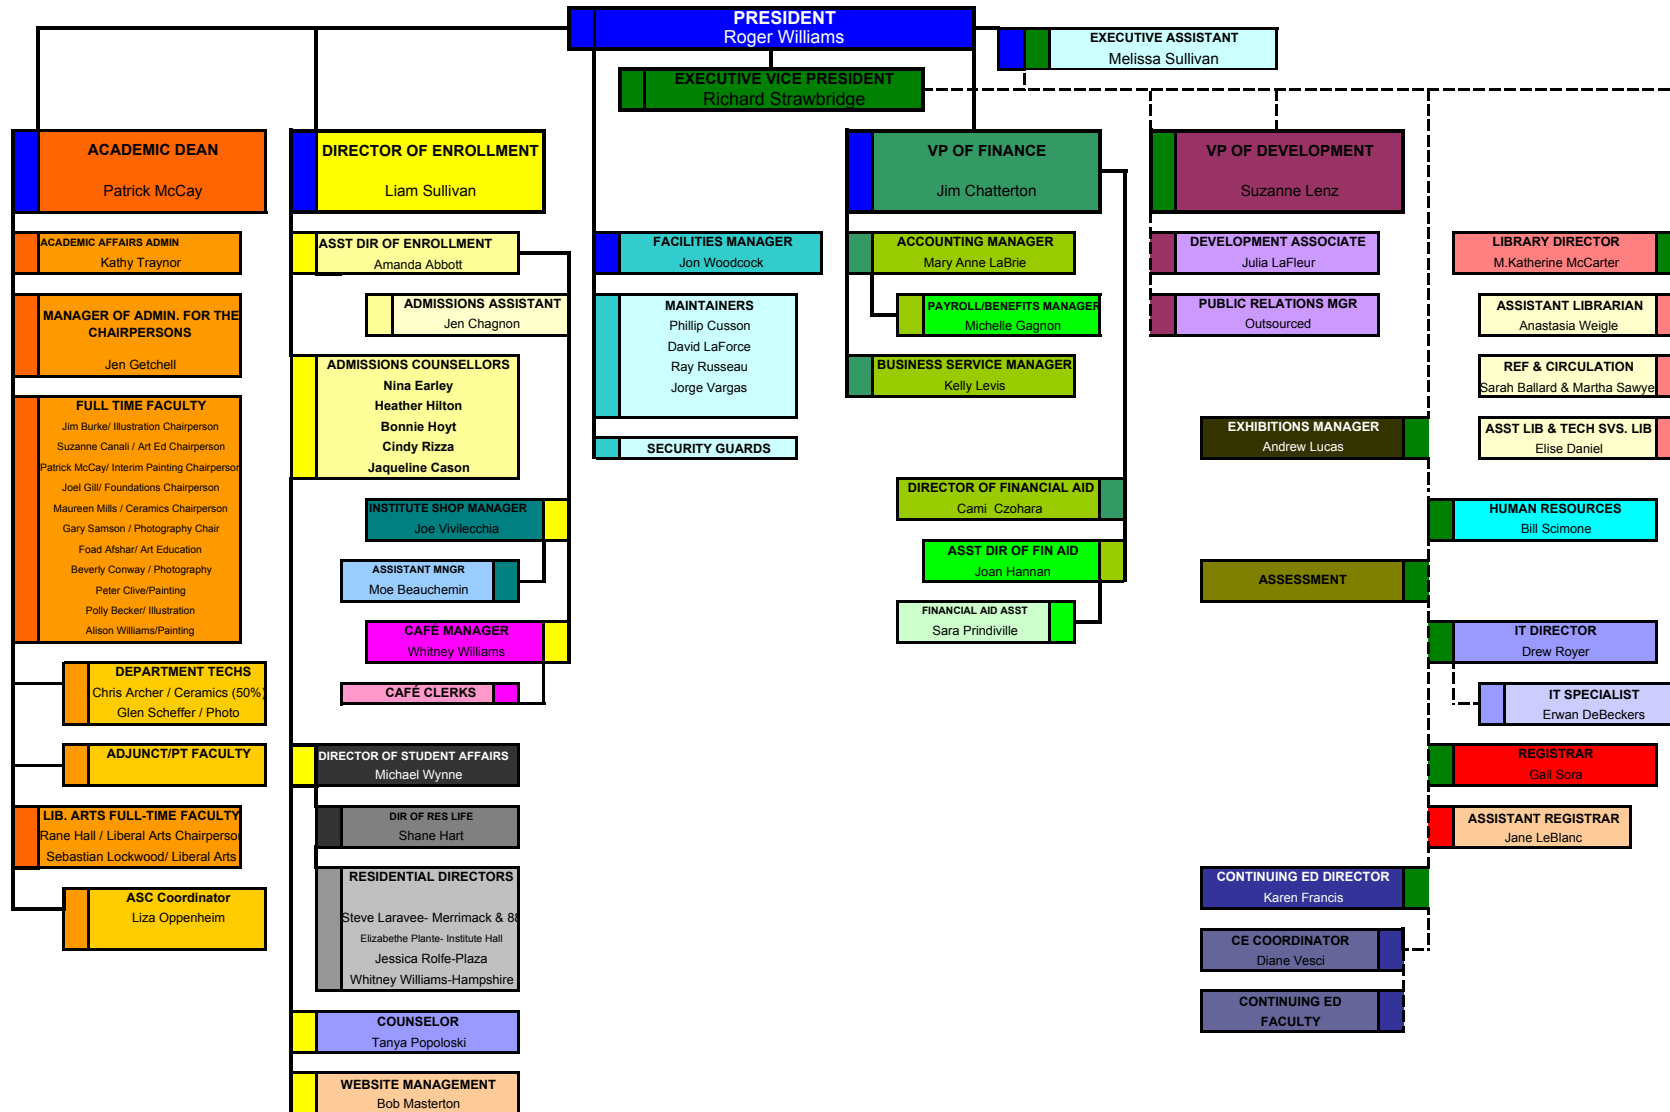 PRESIDENT
Roger Williams
EXECUTIVE ASSISTANT
Melissa Sullivan
EXECUTIVE VICE PRESIDENT
Richard Strawbridge
ACADEMIC DEAN
Patrick McCay
DIRECTOR OF ENROLLMENT
Liam Sullivan
VP OF FINANCE
Jim Chatterton
VP OF DEVELOPMENT
Suzanne Lenz
ACADEMIC AFFAIRS ADMIN
Kathy Traynor
MANAGER OF ADMIN. FOR THE
CHAIRPERSONS
Jen Getchell
FULL TIME FACULTY
Jim Burke/ Illustration Chairperson
Suzanne Canali / Art Ed Chairperson
Patrick McCay/ Interim Painting Chairperson
Joel Gill/ Foundations Chairperson
Maureen Mills / Ceramics Chairperson
Gary Samson / Photography Chair
Foad Afshar/ Art Education
Beverly Conway / Photography
Peter Clive/Painting
Polly Becker/ Illustration
Alison Williams/Painting
DEPARTMENT TECHS
Chris Archer / Ceramics (50%)
Glen Scheffer / Photo
ADJUNCT/PT FACULTY
LIB. ARTS FULL-TIME FACULTY
Rane Hall / Liberal Arts Chairperson
Sebastian Lockwood/ Liberal Arts
ASC Coordinator
Liza Oppenheim
ASST DIR OF ENROLLMENT
Amanda Abbott
ADMISSIONS ASSISTANT
Jen Chagnon
ADMISSIONS COUNSELLORS
Nina Earley
Heather Hilton
Bonnie Hoyt
Cindy Rizza
Jaqueline Cason
INSTITUTE SHOP MANAGER
Joe Vivilecchia
ASSISTANT MNGR
Moe Beauchemin
CAFÉ MANAGER
Whitney Williams
CAFÉ CLERKS
DIRECTOR OF STUDENT AFFAIRS
Michael Wynne
DIR OF RES LIFE
Shane Hart
RESIDENTIAL DIRECTORS
Steve Laravee- Merrimack & 88
Elizabethe Plante- Institute Hall
Jessica Rolfe-Plaza
Whitney Williams-Hampshire
COUNSELOR
Tanya Popoloski
WEBSITE MANAGEMENT
Bob Masterton
FACILITIES MANAGER
Jon Woodcock
MAINTAINERS
Phillip Cusson
David LaForce
Ray Russeau
Jorge Vargas
SECURITY GUARDS
ACCOUNTING MANAGER
Mary Anne LaBrie
PAYROLL/BENEFITS MANAGER
Michelle Gagnon
BUSINESS SERVICE MANAGER
Kelly Levis
DIRECTOR OF FINANCIAL AID
Cami Czohara
ASST DIR OF FIN AID
Joan Hannan
FINANCIAL AID ASST
Sara Prindiville
DEVELOPMENT ASSOCIATE
Julia LaFleur
PUBLIC RELATIONS MGR
Outsourced
EXHIBITIONS MANAGER
Andrew Lucas
ASSESSMENT
CONTINUING ED DIRECTOR
Karen Francis
CE COORDINATOR
Diane Vesci
CONTINUING ED
FACULTY
LIBRARY DIRECTOR
M.Katherine McCarter
ASSISTANT LIBRARIAN
Anastasia Weigle
REF & CIRCULATION
Sarah Ballard & Martha Sawye
ASST LIB & TECH SVS. LIB
Elise Daniel
HUMAN RESOURCES
Bill Scimone
IT DIRECTOR
Drew Royer
IT SPECIALIST
Erwan DeBeckers
REGISTRAR
Gail Sora
ASSISTANT REGISTRAR
Jane LeBlanc